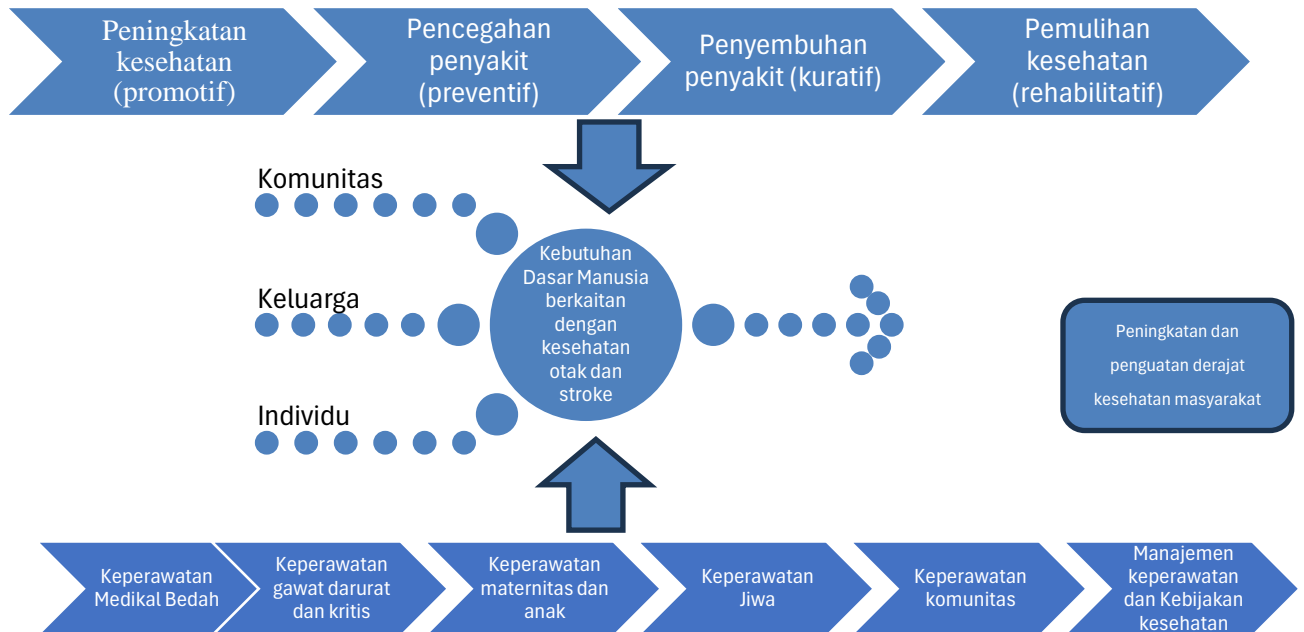 Peningkatan
kesehatan
(promotif)
Pencegahan
penyakit
(preventif)
Penyembuhan
penyakit (kuratif)
Pemulihan
kesehatan
(rehabilitatif)
Komunitas
Keluarga
Individu
Kebutuhan
Dasar Manusia
berkaitan
dengan
kesehatan
otak dan
stroke
Peningkatan dan
penguatan derajat
kesehatan masyarakat
Keperawatan
Medikal Bedah
Keperawatan
gawat darurat
dan kritis
Keperawatan
maternitas dan
anak
Keperawatan
Jiwa
Keperawatan
komunitas
Manajemen
keperawatan
dan Kebijakan
kesehatan